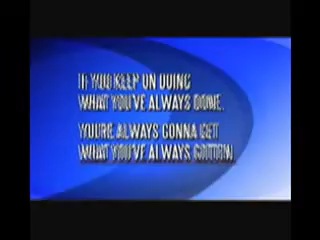 IF YOU KEEP ON DOING
WHAT YOU'VE ALWAYS DONE.
YOU'RE ALWAYS GONNA GET
WHAT YOU'VE ALWAYS GOTTEN.